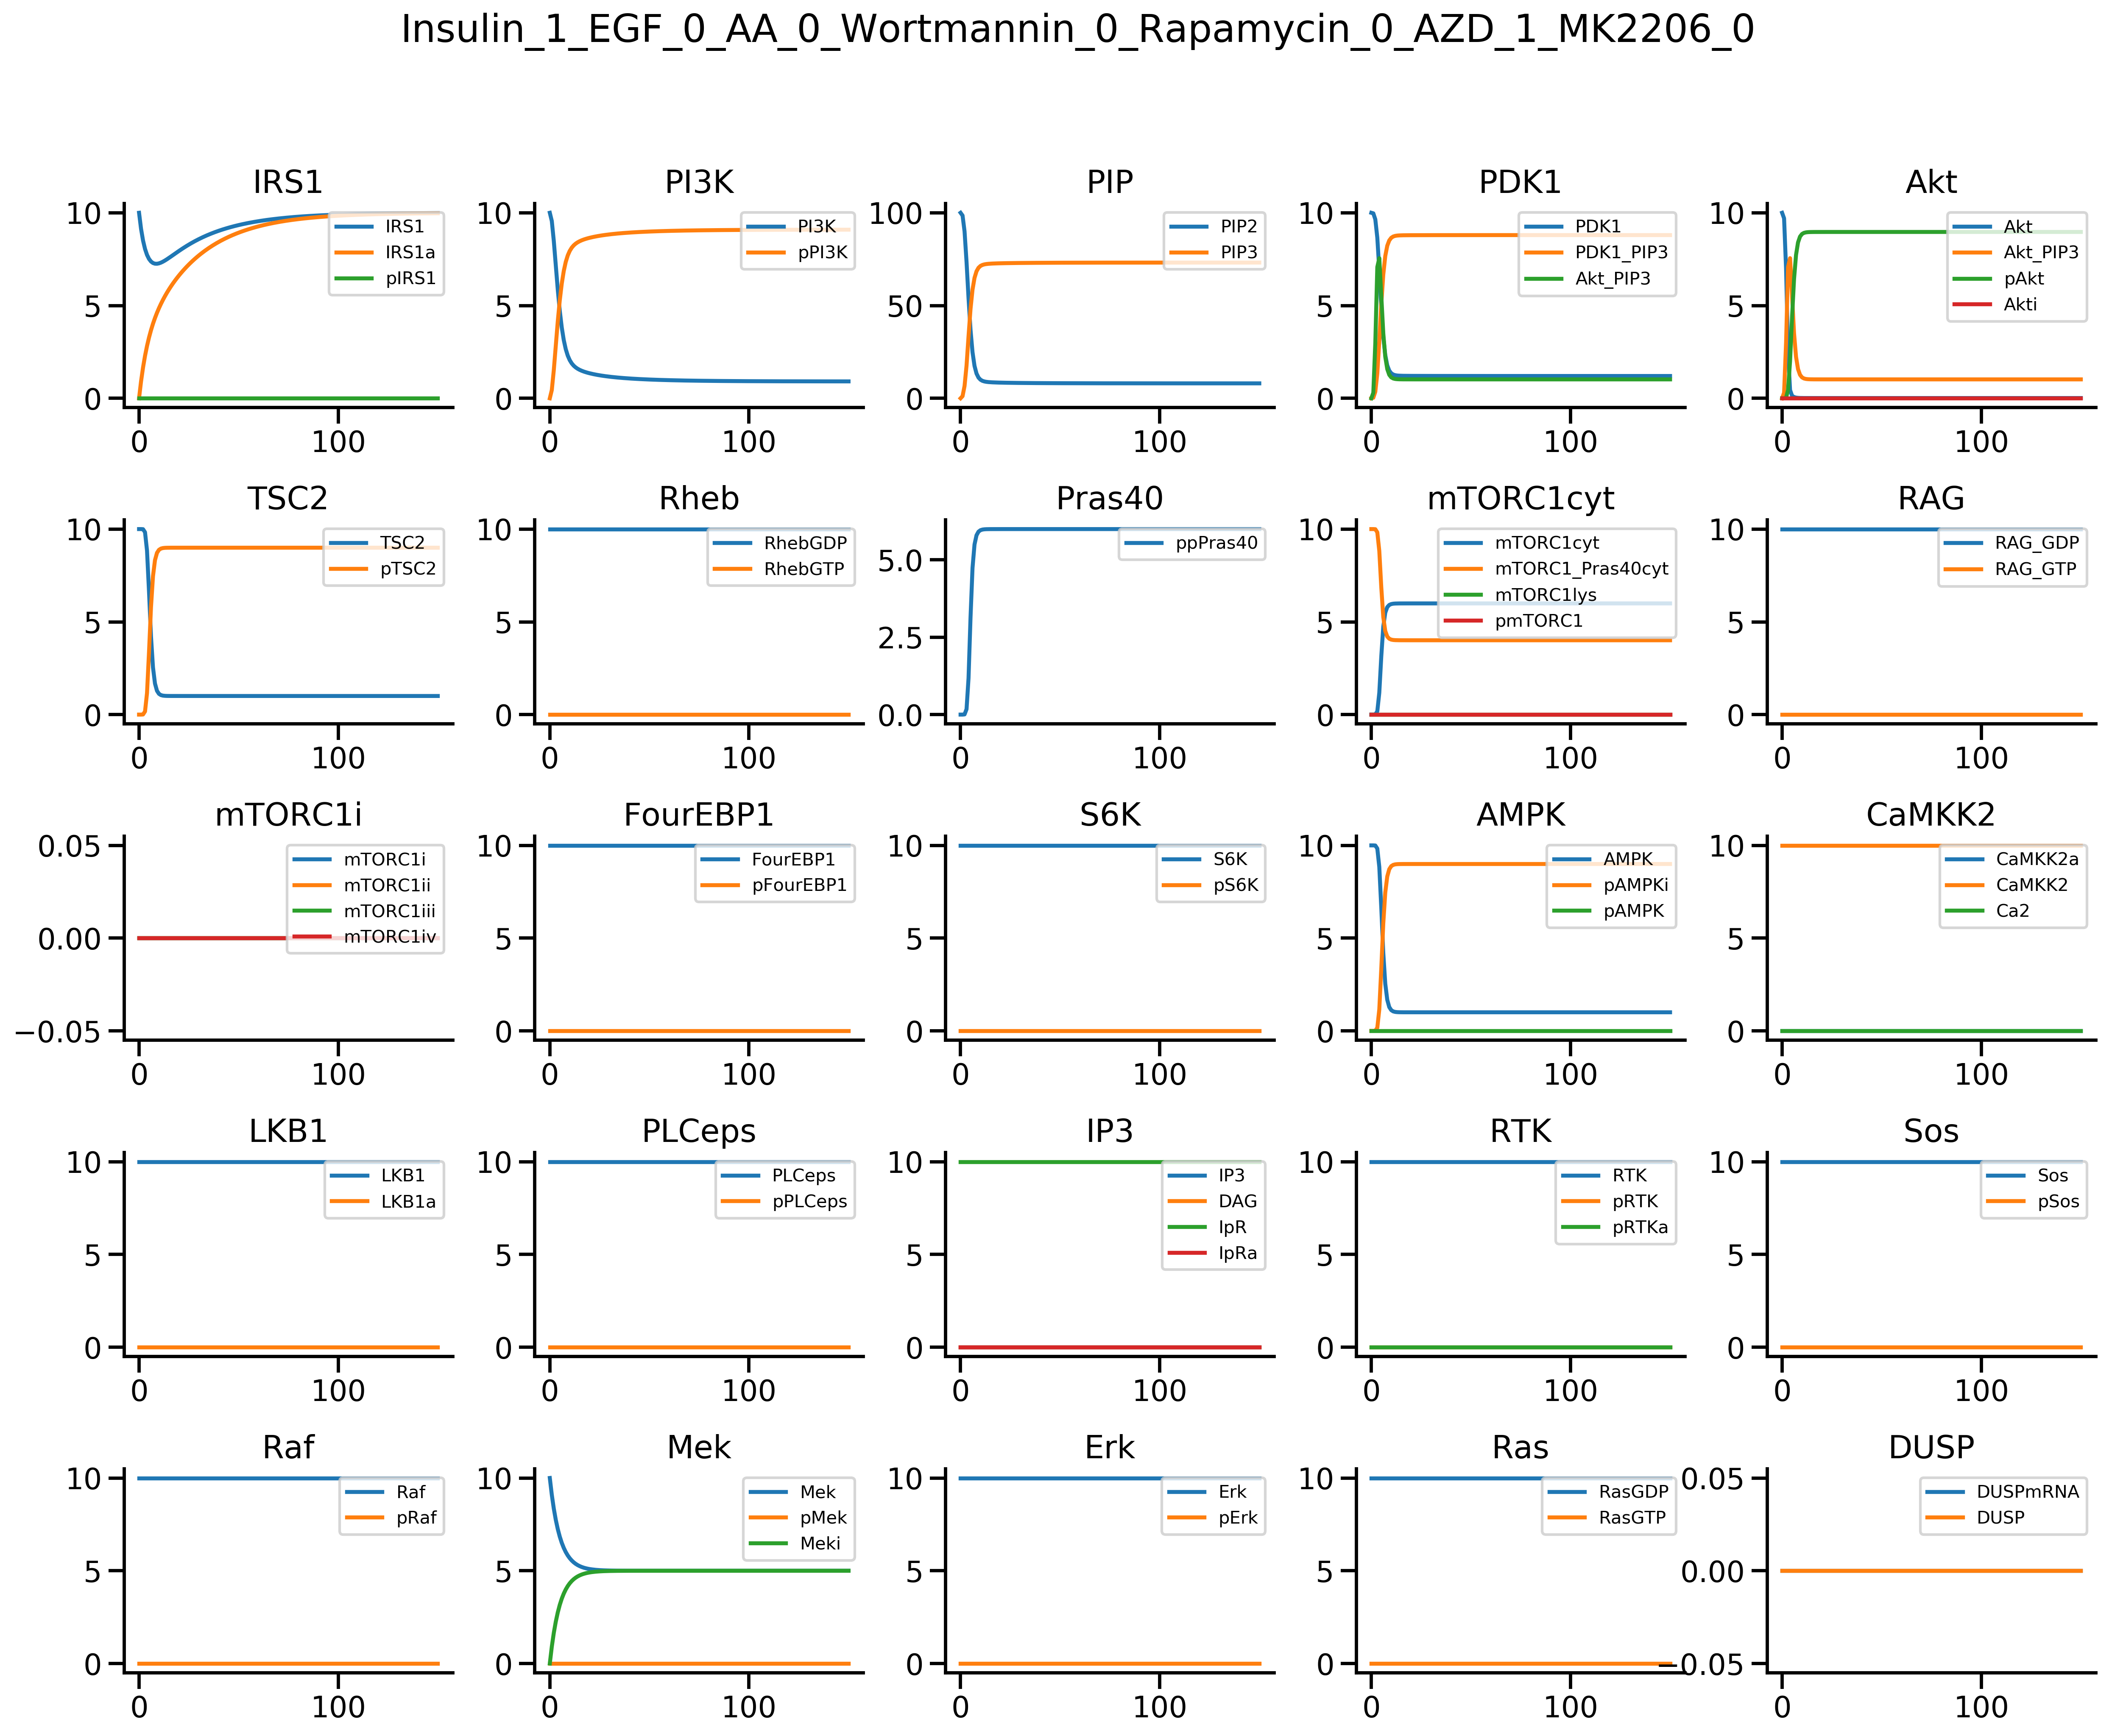 Insulin_1_EGF_0_AA_0_Wortmannin_0_Rapamycin_0_AZD_1_MK2206_0
IRS1
10
5
0
0
100
IRS1
IRS1a
pIRS1
PI3K
10
5
0
0
100
PI3K
pPI3K
PIP
100
50
0
0
100
PIP2
PIP3
PDK1
10
5
0
0
100
PDK1
PDK1_PIP3
Akt_PIP3
Akt
10
5
0
0
100
Akt
Akt_PIP3
pAkt
Akti
TSC2
10
5
0
0
100
TSC2
pTSC2
Rheb
10
5
0
0
100
RhebGDP
RhebGTP
Pras40
5.0
2.5
0.0
0
100
ppPras40
mTORC1cyt
10
5
0
0
100
mTORC1cyt
mTORC1_Pras40cyt
mTORC1lys
pmTORC1
RAG
10
5
0
0
100
RAG_GDP
RAG_GTP
mTORC1i
0.05
0.00
−0.05
0
100
mTORC1i
mTORC1ii
mTORC1iii
mTORC1iv
FourEBP1
10
5
0
0
100
FourEBP1
pFourEBP1
S6K
10
5
0
0
100
S6K
pS6K
AMPK
10
5
0
0
100
AMPK
pAMPKi
pAMPK
CaMKK2
10
5
0
0
100
CaMKK2a
CaMKK2
Ca2
LKB1
10
5
0
0
100
LKB1
LKB1a
PLCeps
10
5
0
0
100
PLCeps
pPLCeps
IP3
10
5
0
0
100
IP3
DAG
IpR
IpRa
RTK
10
5
0
0
100
RTK
pRTK
pRTKa
Sos
10
5
0
0
100
Sos
pSos
Raf
10
5
0
0
100
Raf
pRaf
Mek
10
5
0
0
100
Mek
pMek
Meki
Erk
10
5
0
0
100
Erk
pErk
Ras
10
5
0
0
100
RasGDP
RasGTP
DUSP
0.05
0.00
−0.05
0
100
DUSPmRNA
DUSP